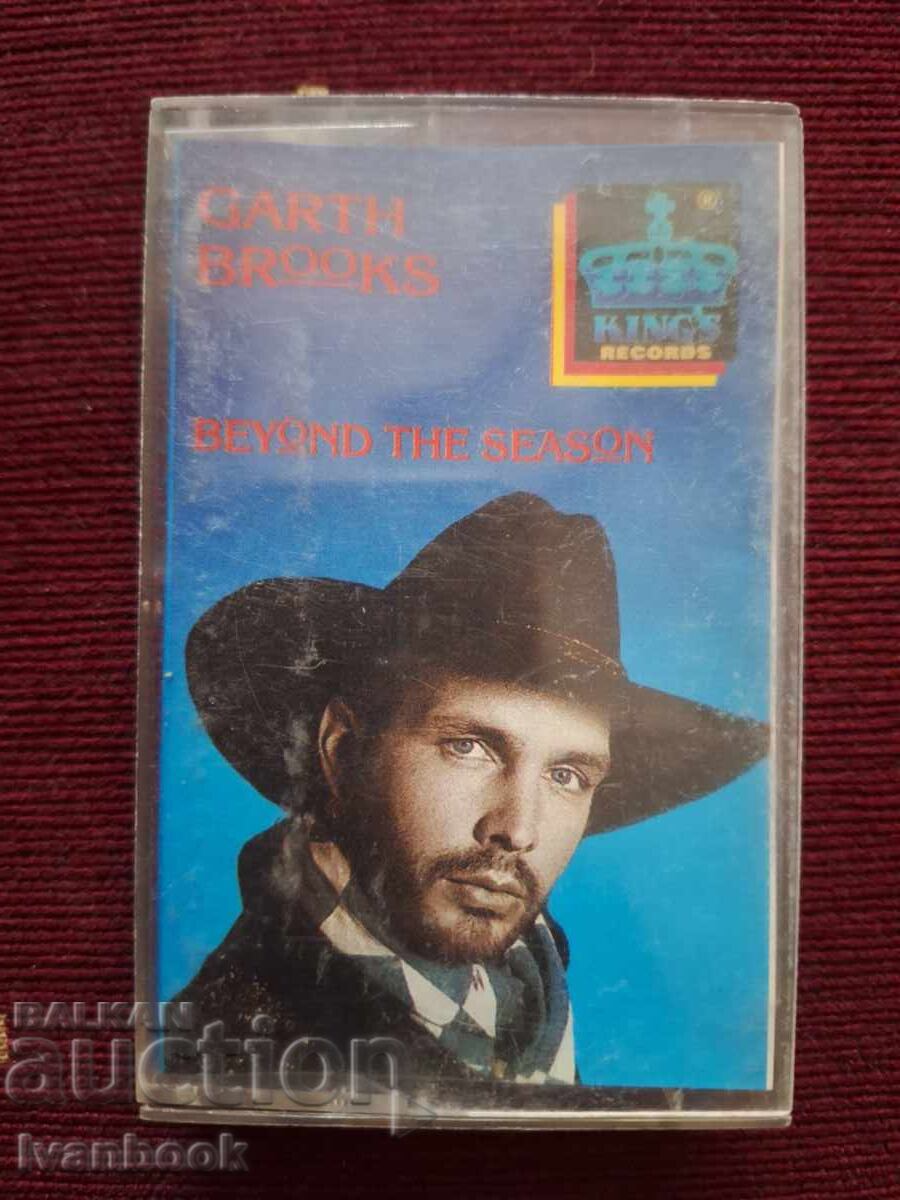 GARTH
BROOKS
®
KING'S
RECORDS
BEYOND THE SEASON
BALKAN
auction
Ivanbook